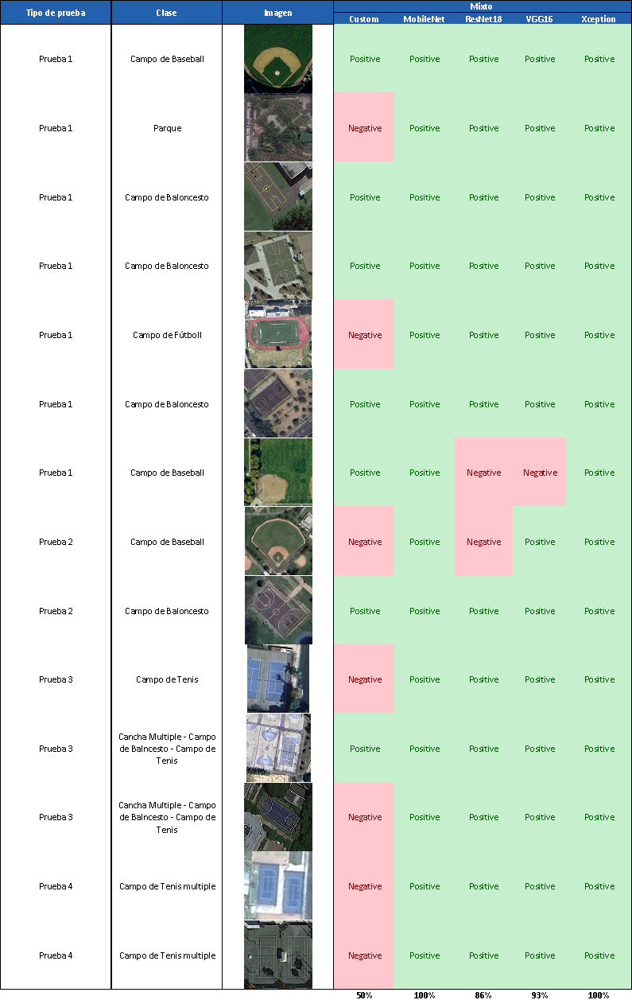 Mixto
Tipo de prueba Clase Imagen Custom MobileNet ResNet18 VGG16 Xception
Prueba 1 Campo de Baseball Positive Positive Positive Positive Positive
Prueba 1 Parque Negative Positive Positive Positive Positive
Prueba 1 Campo de Baloncesto Positive Positive Positive Positive Positive
Prueba 1 Campo de Baloncesto Positive Positive Positive Positive Positive
Prueba 1 Campo de Fútboll Negative Positive Positive Positive Positive
Prueba 1 Campo de Baloncesto Positive Positive Positive Positive Positive
Prueba 1 Campo de Baseball Positive Positive Negative Negative Positive
Prueba 2 Campo de Baseball Negative Positive Negative Positive Positive
Prueba 2 Campo de Baloncesto Positive Positive Positive Positive Positive
Prueba 3 Campo de Tenis Negative Positive Positive Positive Positive
Cancha Multiple - Campo
Prueba 3 de Balncesto - Campo de Positive Positive Positive Positive Positive
Tenis
Cancha Multiple - Campo
Prueba 3 de Balncesto - Campo de Negative Positive Positive Positive Positive
Tenis
Prueba 4 Campo de Tenis multiple Negative Positive Positive Positive Positive
Prueba 4 Campo de Tenis multiple Negative Positive Positive Positive Positive
50% 100% 86% 93% 100%